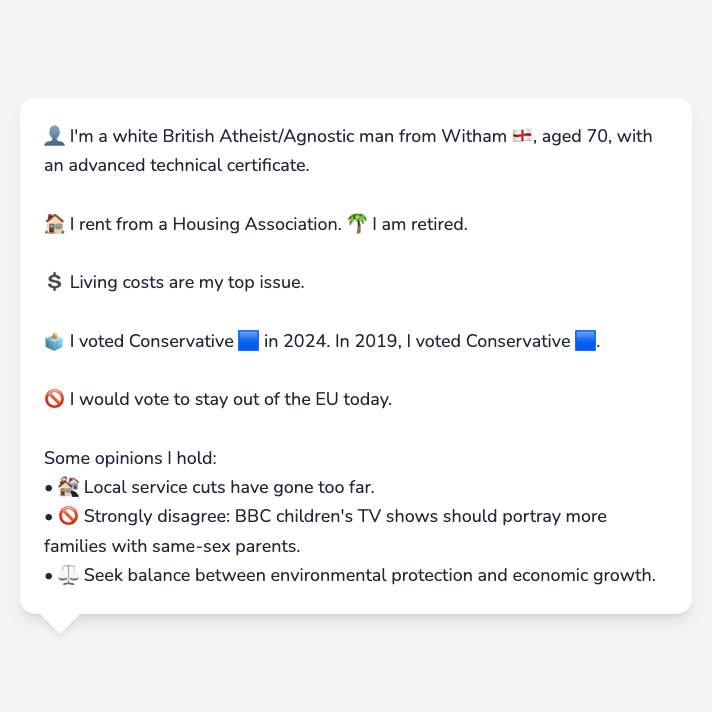 👤 I'm a white British Atheist/Agnostic man from Witham 🏴󠁧󠁢󠁥󠁮󠁧󠁿, aged 70, with
an advanced technical certificate.
🏠 I rent from a Housing Association. 🌴 I am retired.
💲 Living costs are my top issue.
🗳️ I voted Conservative 🟦 in 2024. In 2019, I voted Conservative 🟦.
🚫 I would vote to stay out of the EU today.
Some opinions I hold:
• 🏚️ Local service cuts have gone too far.
• 🚫 Strongly disagree: BBC children's TV shows should portray more
families with same-sex parents.
• ⚖️ Seek balance between environmental protection and economic growth.